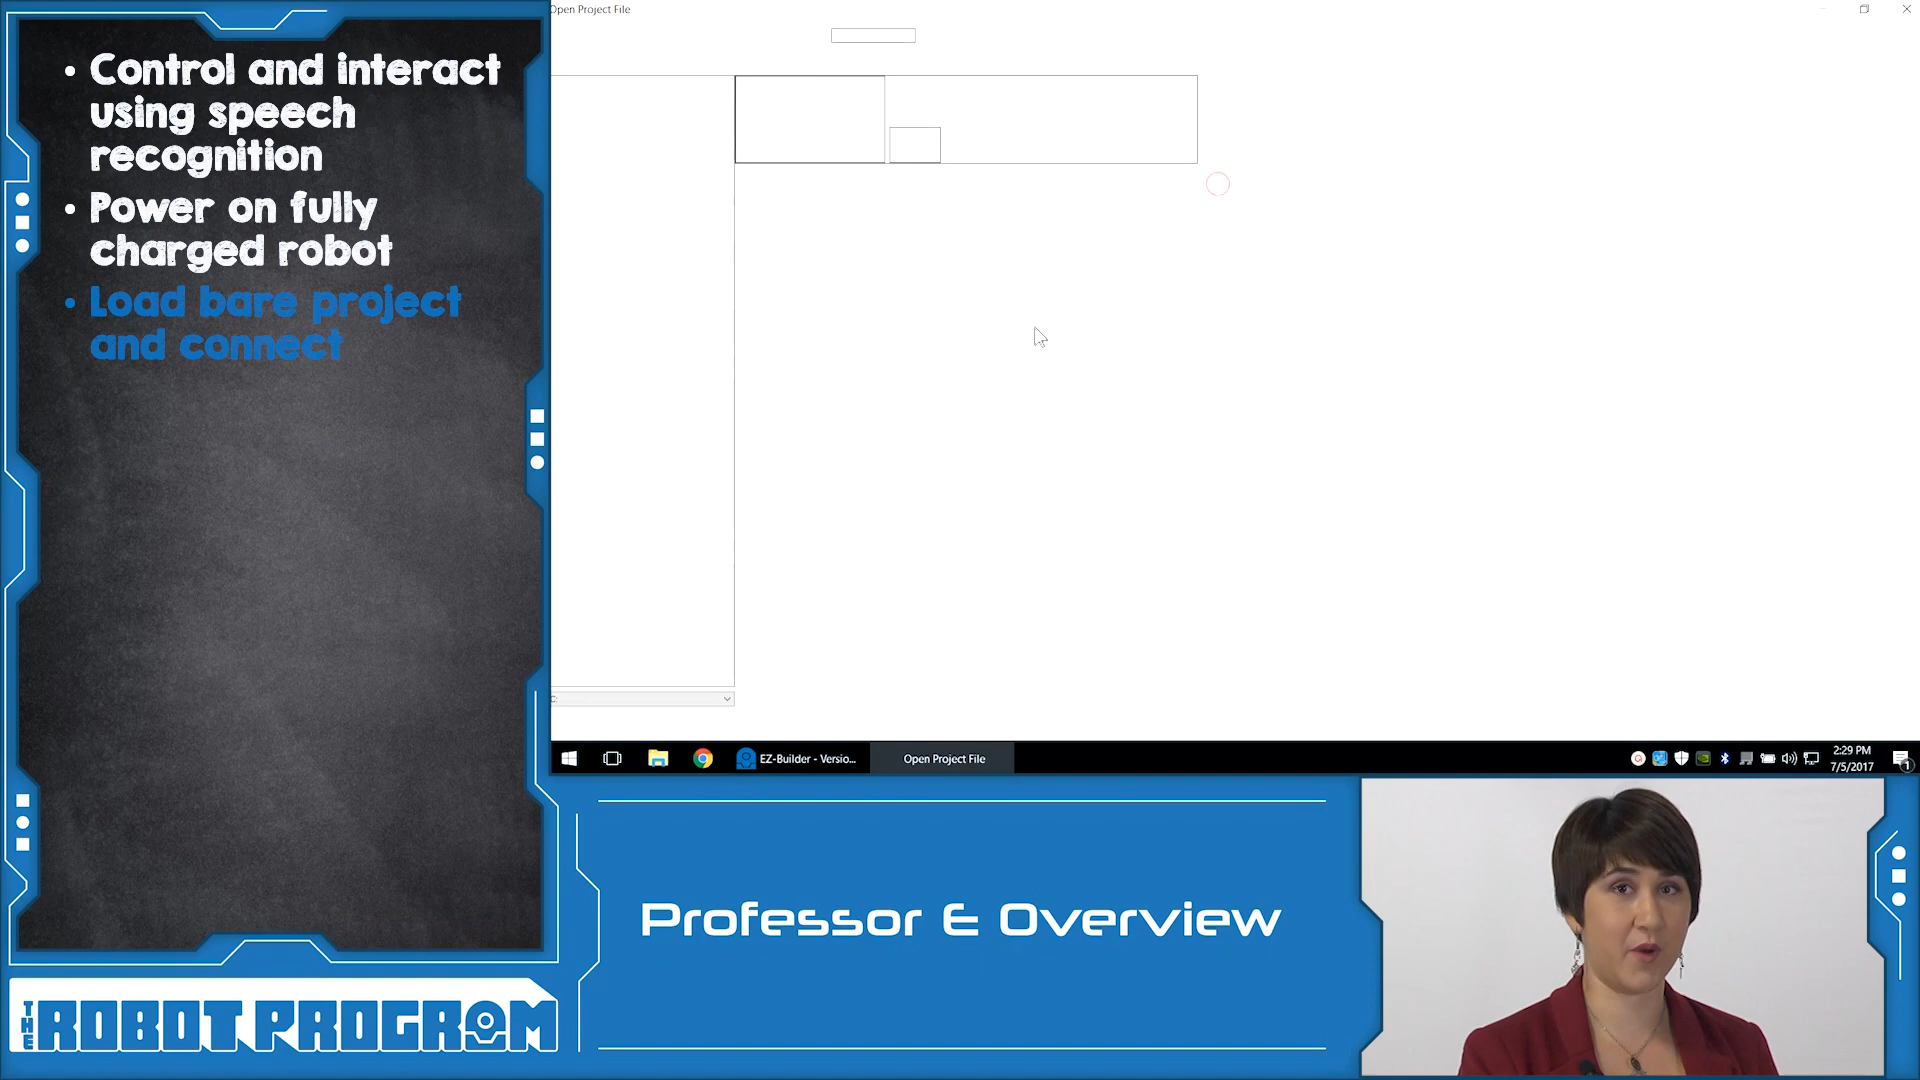 • Control and interact
using speech
recognition
• Power on fully
charged robot
• Load bare project
and connect
Open Project File
C:
EZ-Builder - Versio...
Open Project File
2:29 PM
7/5/2017
1
Professor E Overview
THE ROBOT PROGRAM